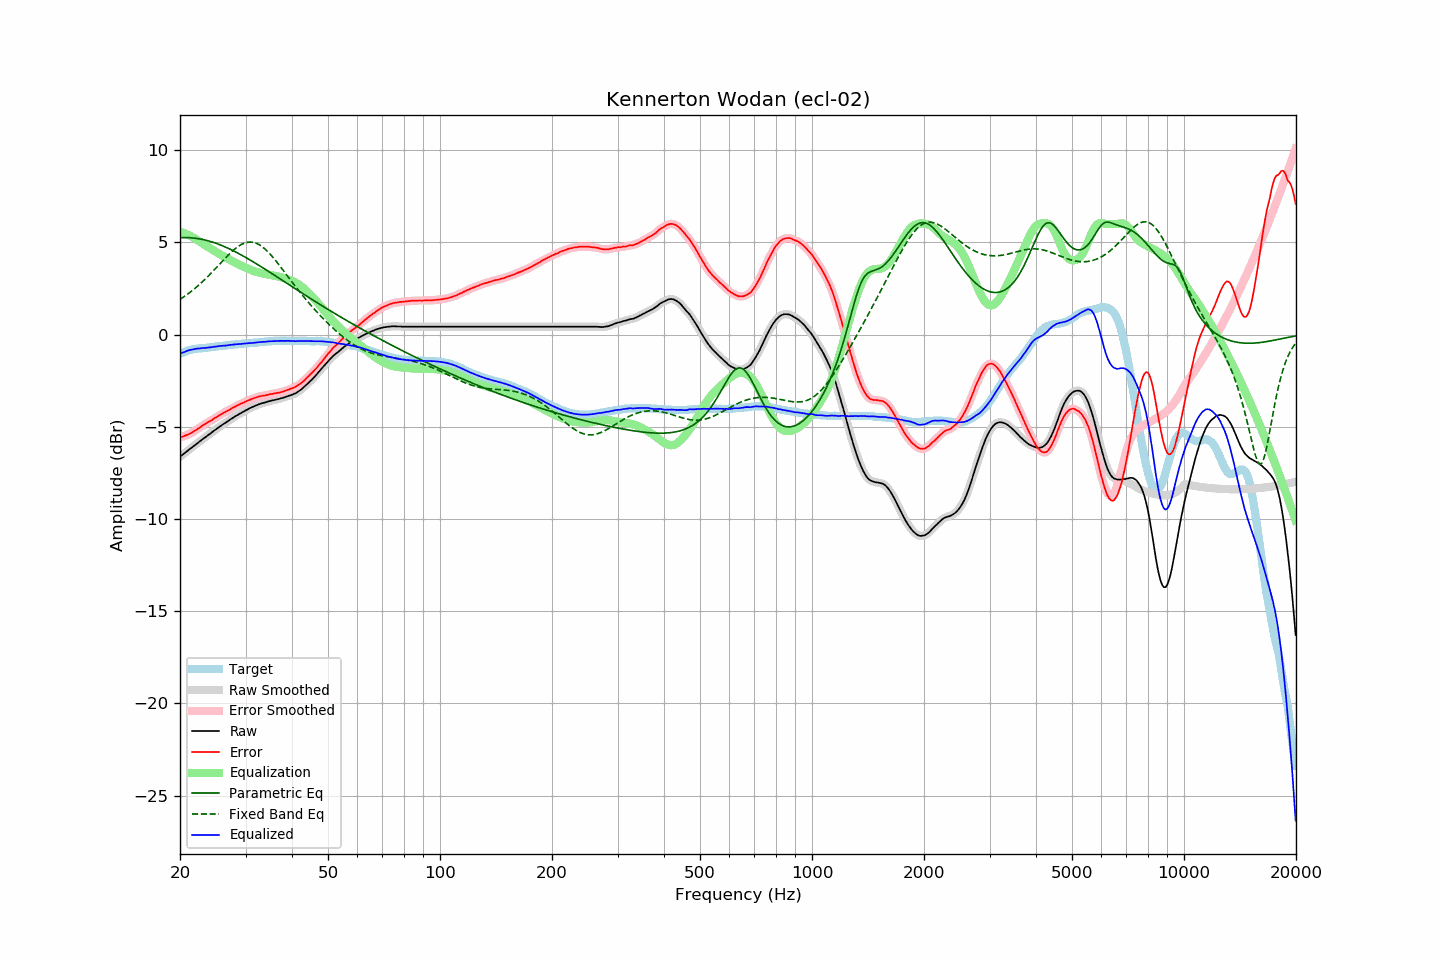 Kennerton Wodan (ecl-02)
Amplitude (dBr)
10
5
0
−5
−10
−15
−20
−25
Target
Raw Smoothed
Error Smoothed
Raw
Error
Equalization
Parametric Eq
Fixed Band Eq
Equalized
20 50 100 200 500 1000 2000 5000 10000 20000
Frequency (Hz)